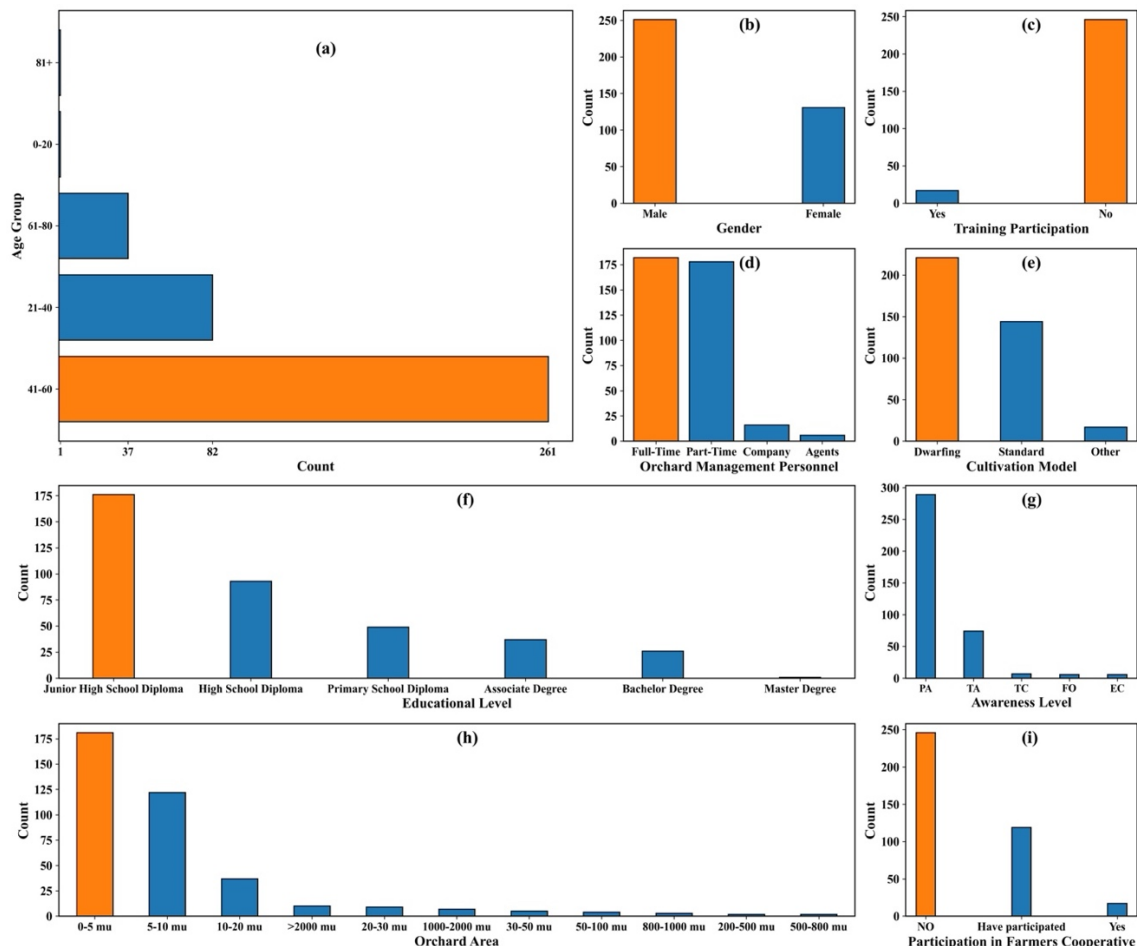 (a)
81+
0-20
61-80
21-40
41-60
Age Group
1 37 82 261
Count
(b)
250
200
150
100
50
0
Count
Male Female
Gender
(c)
250
200
150
100
50
0
Count
Yes No
Training Participation
(d)
175
150
125
100
75
50
25
0
Count
Full-Time Part-Time Company Agents
Orchard Management Personnel
(e)
200
150
100
50
0
Count
Dwarfing Standard Other
Cultivation Model
(f)
175
150
125
100
75
50
25
0
Count
Junior High School Diploma High School Diploma Primary School Diploma Associate Degree Bachelor Degree Master Degree
Educational Level
(g)
300
250
200
150
100
50
0
Count
PA TA TC FO EC
Awareness Level
(h)
175
150
125
100
75
50
25
0
Count
0-5 mu 5-10 mu 10-20 mu >2000 mu 20-30 mu 1000-2000 mu 30-50 mu 50-100 mu 800-1000 mu 200-500 mu 500-800 mu
Orchard Area
(i)
250
200
150
100
50
0
Count
NO Have participated Yes
Participation in Farmers Cooperative